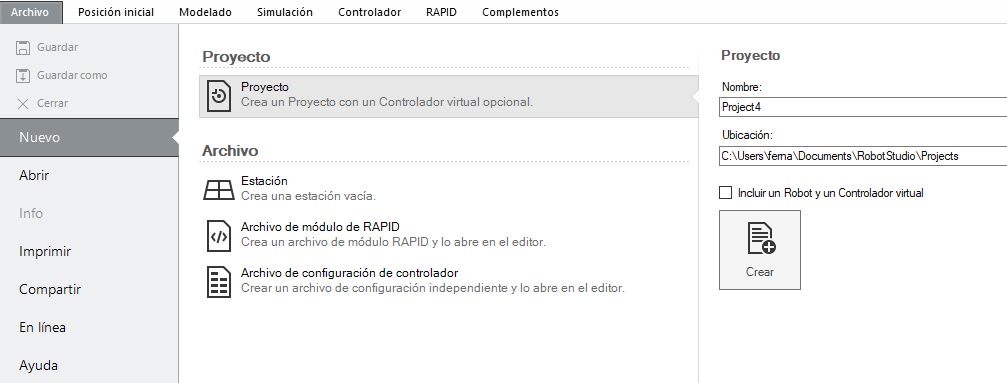 Archivo Posición inicial Modelado Simulación Controlador RAPID Complementos
Guardar
Guardar como
Cerrar
Nuevo
Abrir
Info
Imprimir
Compartir
En línea
Ayuda
Proyecto
Proyecto
Crea un Proyecto con un Controlador virtual opcional.
Archivo
Estación
Crea una estación vacía.
Archivo de módulo de RAPID
Crea un archivo de módulo RAPID y lo abre en el editor.
Archivo de configuración de controlador
Crear un archivo de configuración independiente y lo abre en el editor.
Proyecto
Nombre:
Project4
Ubicación:
C:\Users\ferna\Documents\RobotStudio\Projects
Incluir un Robot y un Controlador virtual
Crear